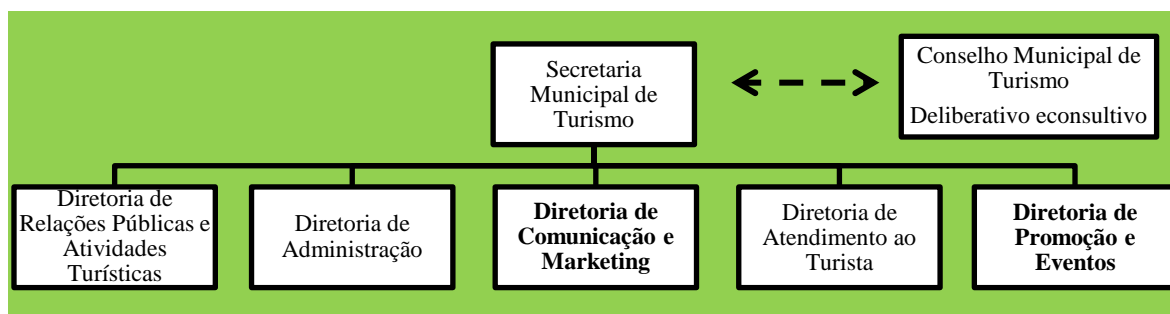 Secretaria
Municipal de
Turismo
Conselho Municipal de
Turismo
Deliberativo econsultivo
Diretoria de
Relações Públicas e
Atividades
Turísticas
Diretoria de
Administração
Diretoria de
Comunicação e
Marketing
Diretoria de
Atendimento ao
Turista
Diretoria de
Promoção e
Eventos